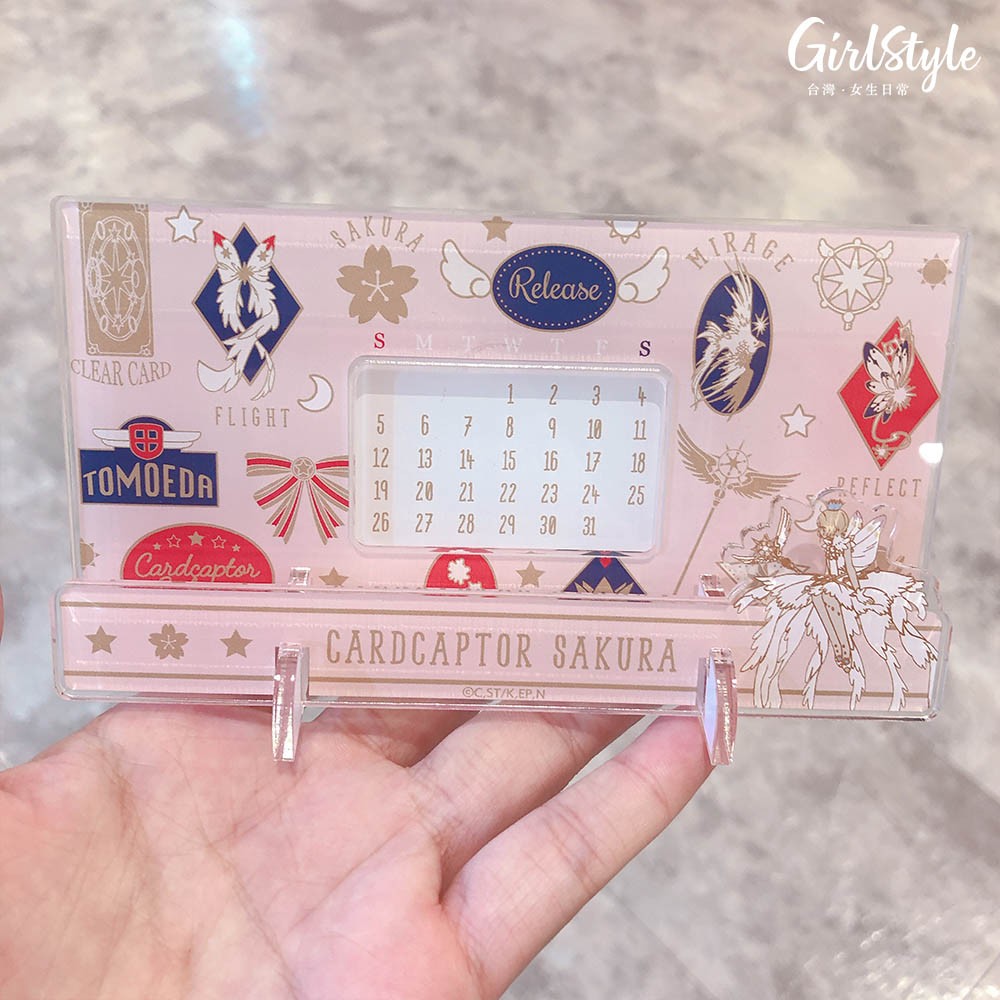 GirlStyle
台灣·女生日常
SAKURA
MIRAGE
Release
CLEAR CARD
FLIGHT
S M T W T F S
1 2 3 4
5 6 7 8 9 10 11
12 13 14 15 16 17 18
19 20 21 22 23 24 25
26 27 28 29 30 31
TOMOEDA
REFLECT
Cardcaptor
CARDCAPTOR SAKURA
©C,ST/K,EP,N